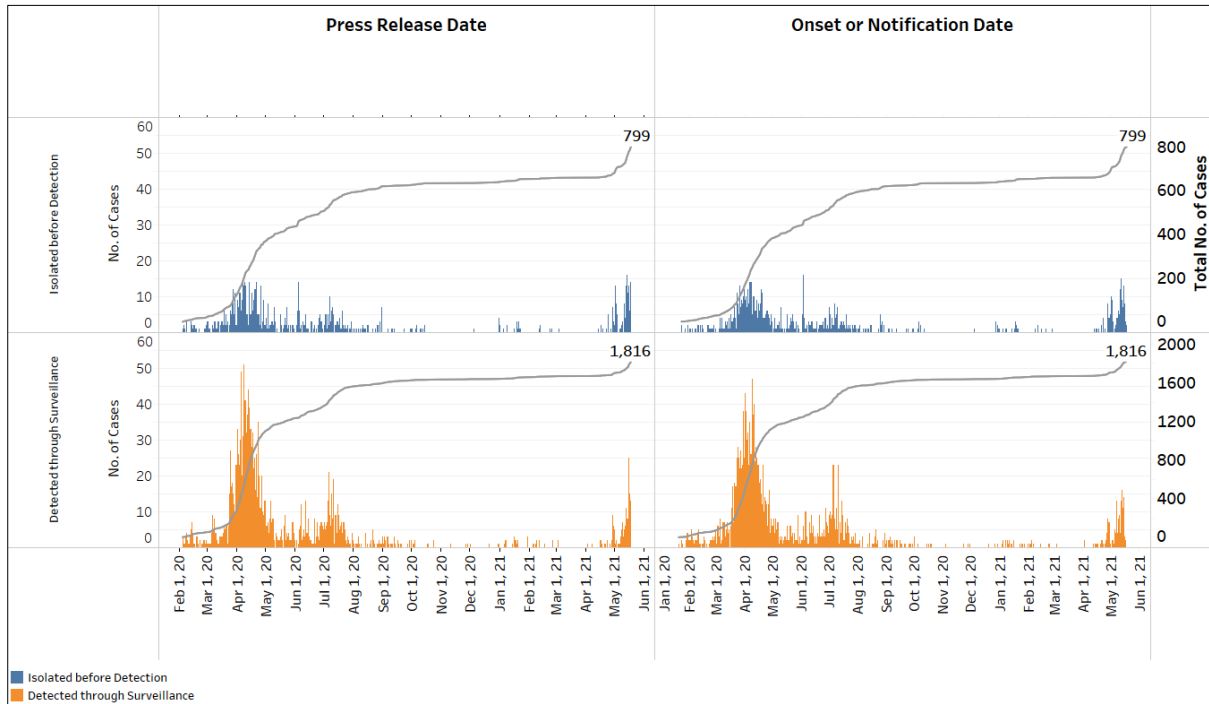 Press Release Date
Onset or Notification Date
Isolated before Detection
No. of Cases
60
50
40
30
20
10
0
799
799
800
600
400
200
0
Total No. of Cases
Detected through Surveillance
No. of Cases
60
50
40
30
20
10
0
1,816
1,816
2000
1600
1200
800
400
0
Feb 1, 20
Mar 1, 20
Apr 1, 20
May 1, 20
Jun 1, 20
Jul 1, 20
Aug 1, 20
Sep 1, 20
Oct 1, 20
Nov 1, 20
Dec 1, 20
Jan 1, 21
Feb 1, 21
Mar 1, 21
Apr 1, 21
May 1, 21
Jun 1, 21
Jan 1, 20
Feb 1, 20
Mar 1, 20
Apr 1, 20
May 1, 20
Jun 1, 20
Jul 1, 20
Aug 1, 20
Sep 1, 20
Oct 1, 20
Nov 1, 20
Dec 1, 20
Jan 1, 21
Feb 1, 21
Mar 1, 21
Apr 1, 21
May 1, 21
Jun 1, 21
Isolated before Detection
Detected through Surveillance